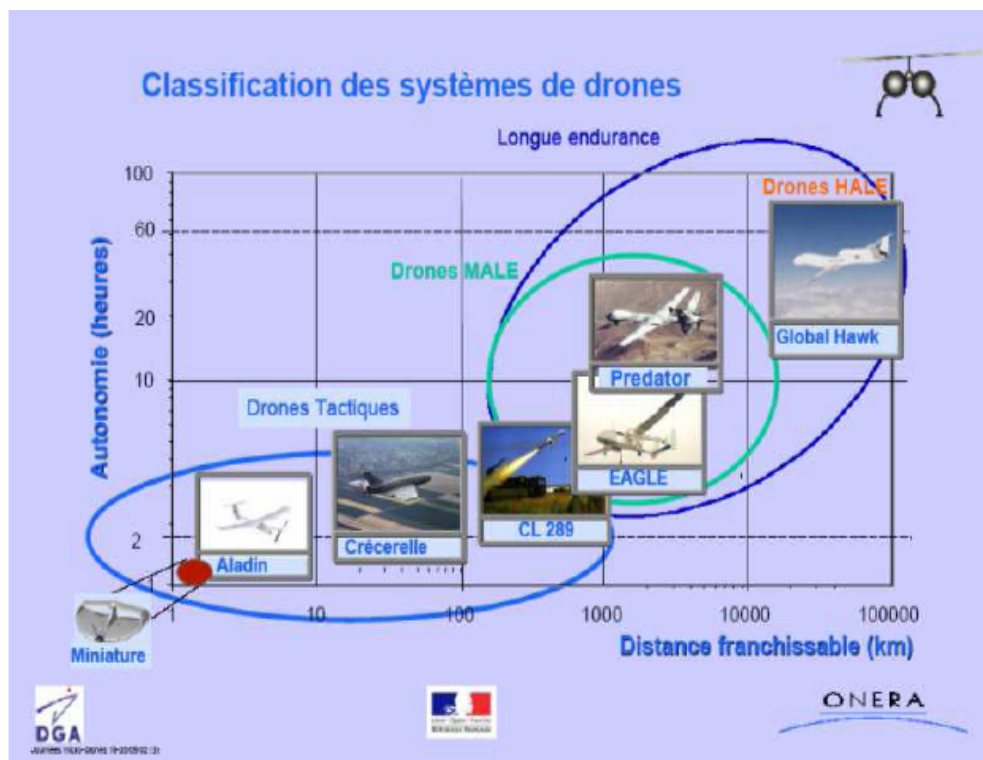 Classification des systèmes de drones
Longue endurance
100
Drones HALE
60
Drones MALE
20
Global Hawk
10
Predator
Drones Tactiques
EAGLE
CL 289
2
Crécerelle
Aladin
Autonomie (heures)
1
10
100
1000
10000
100000
Distance franchissable (km)
Miniature
DGA
ONERA